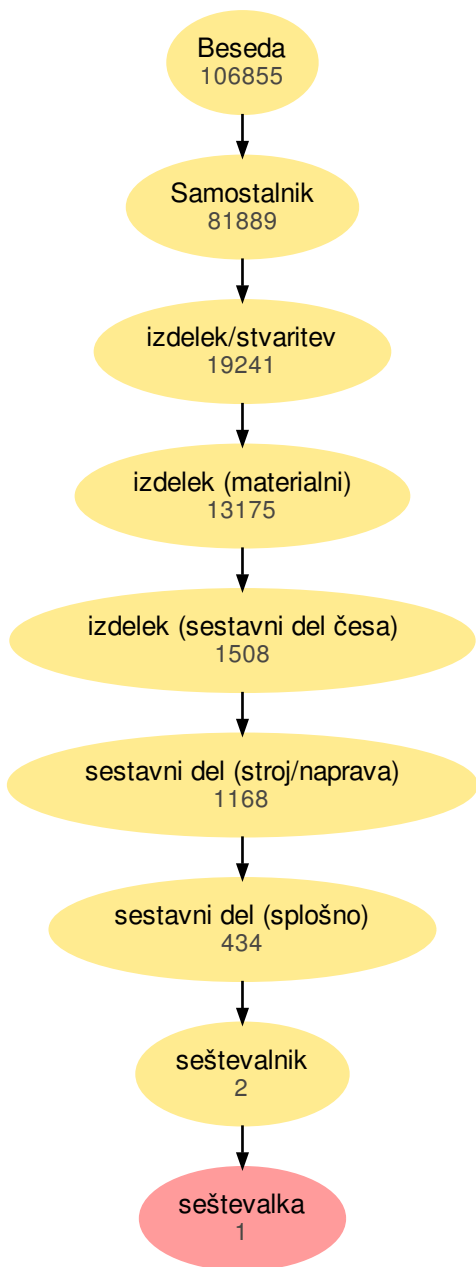 Beseda
106855
Samostalnik
81889
izdelek/stvaritev
19241
izdelek (materialni)
13175
izdelek (sestavni del česa)
1508
sestavni del (stroj/naprava)
1168
sestavni del (splošno)
434
seštevalnik
2
seštevalka
1